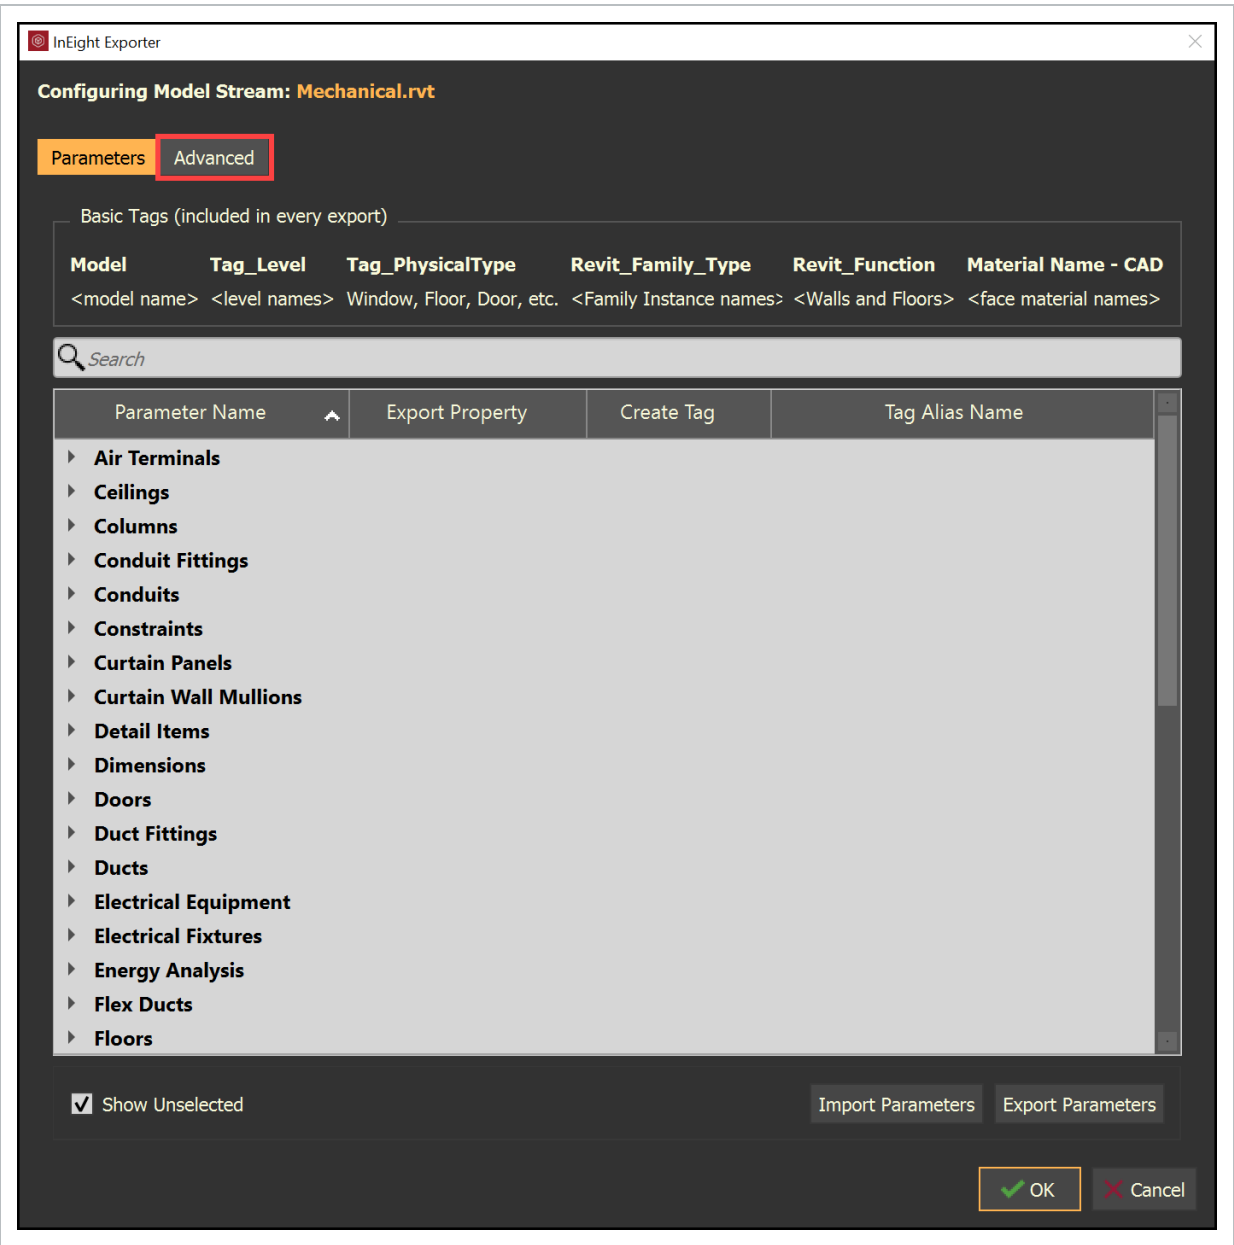 InEight Exporter
Configuring Model Stream: Mechanical.rvt
Parameters Advanced
Basic Tags (included in every export)
Model Tag_Level Tag_PhysicalType Revit_Family_Type Revit_Function Material Name - CAD
<model name> <level names> Window, Floor, Door, etc. <Family Instance names> <Walls and Floors> <face material names>
Search
Parameter Name Export Property Create Tag Tag Alias Name
Air Terminals
Ceilings
Columns
Conduit Fittings
Conduits
Constraints
Curtain Panels
Curtain Wall Mullions
Detail Items
Dimensions
Doors
Duct Fittings
Ducts
Electrical Equipment
Electrical Fixtures
Energy Analysis
Flex Ducts
Floors
Show Unselected Import Parameters Export Parameters
OK Cancel